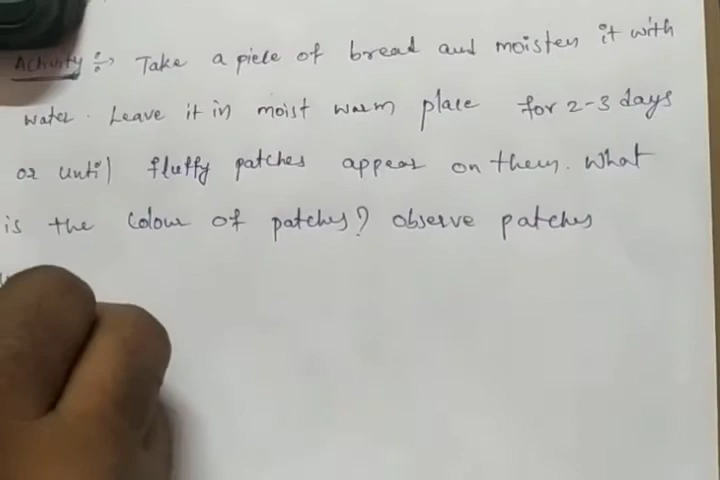 Activity :-> Take a piece of bread and moisten it with
water. Leave it in moist warm place for 2-3 days
or until fluffy patches appear on them. What
is the colour of patches? observe patches